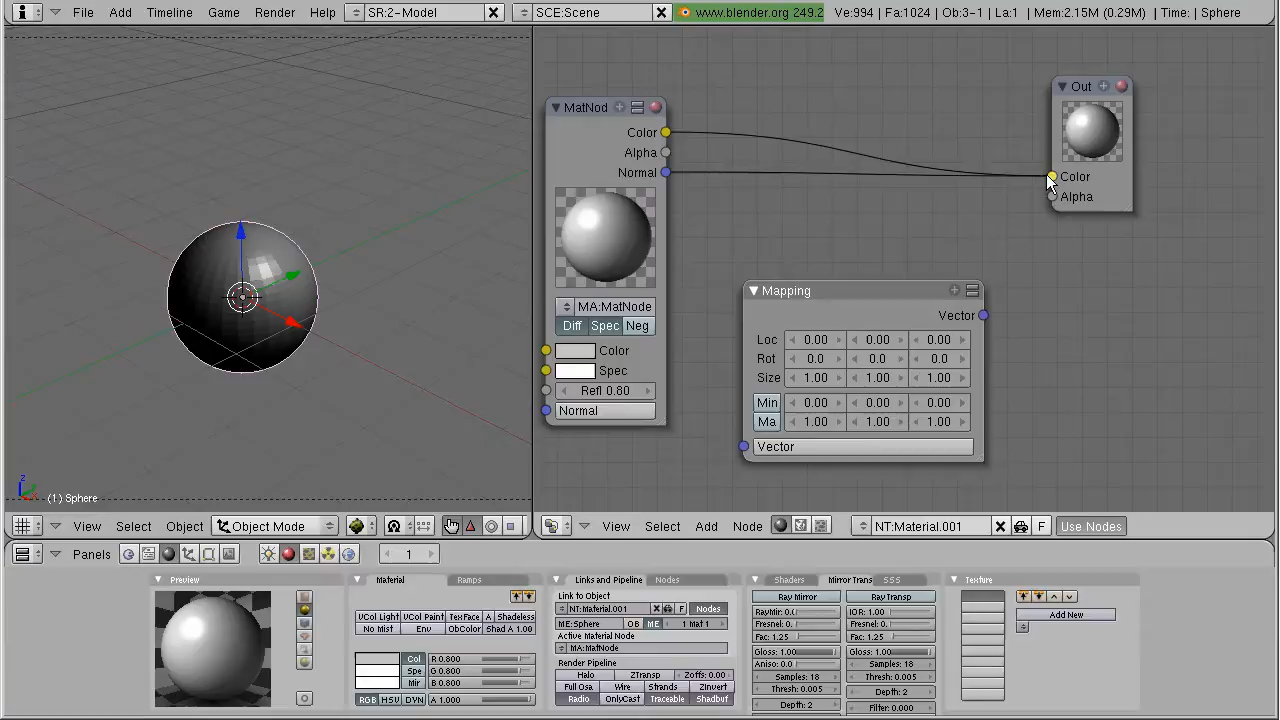 File Add Timeline Game Render Help SR:2-Model SCE:Scene www.blender.org 249.2 Ve:994 | Fa:1024 | Ob:3-1 | La:1 | Mem:2.15M (0.29M) | Time: | Sphere
MatNod
Color
Alpha
Normal
MA:MatNode
Diff Spec Neg
Color
Spec
Refl 0.80
Normal
Out
Color
Alpha
Mapping
Vector
Loc 0.00 0.00 0.00
Rot 0.0 0.0 0.0
Size 1.00 1.00 1.00
Min 0.00 0.00 0.00
Ma 1.00 1.00 1.00
Vector
z
(1) Sphere
View Select Object Object Mode
View Select Add Node NT:Material.001 F Use Nodes
Panels 1
Preview
Material Ramps
VCol Light VCol Paint TexFace A Shadeless
No Mist Env ObColor Shad A 1.00
Col R 0.800
Spe G 0.800
Mir B 0.800
RGB HSV DYN A 1.000
Links and Pipeline Nodes
Link to Object
NT:Material.001 F Nodes
ME:Sphere OB ME 1 Mat 1
Active Material Node
MA:MatNode
Render Pipeline
Halo ZTransp Zoffs: 0.00
Full Osa Wire Strands ZInvert
Radio OnlyCast Traceable Shadbuf
Shaders Mirror Trans SSS
Ray Mirror Ray Transp
RayMir: 0.( IOR: 1.00
Fresnel: 0. Fresnel: 0.
Fac: 1.25 Fac: 1.25
Gloss: 1.00 Gloss: 1.00
Aniso: 0.0 Samples: 18
Samples: 18 Thresh: 0.005
Thresh: 0.005 Depth: 2
Depth: 2 Filter: 0.000
Texture
Add New